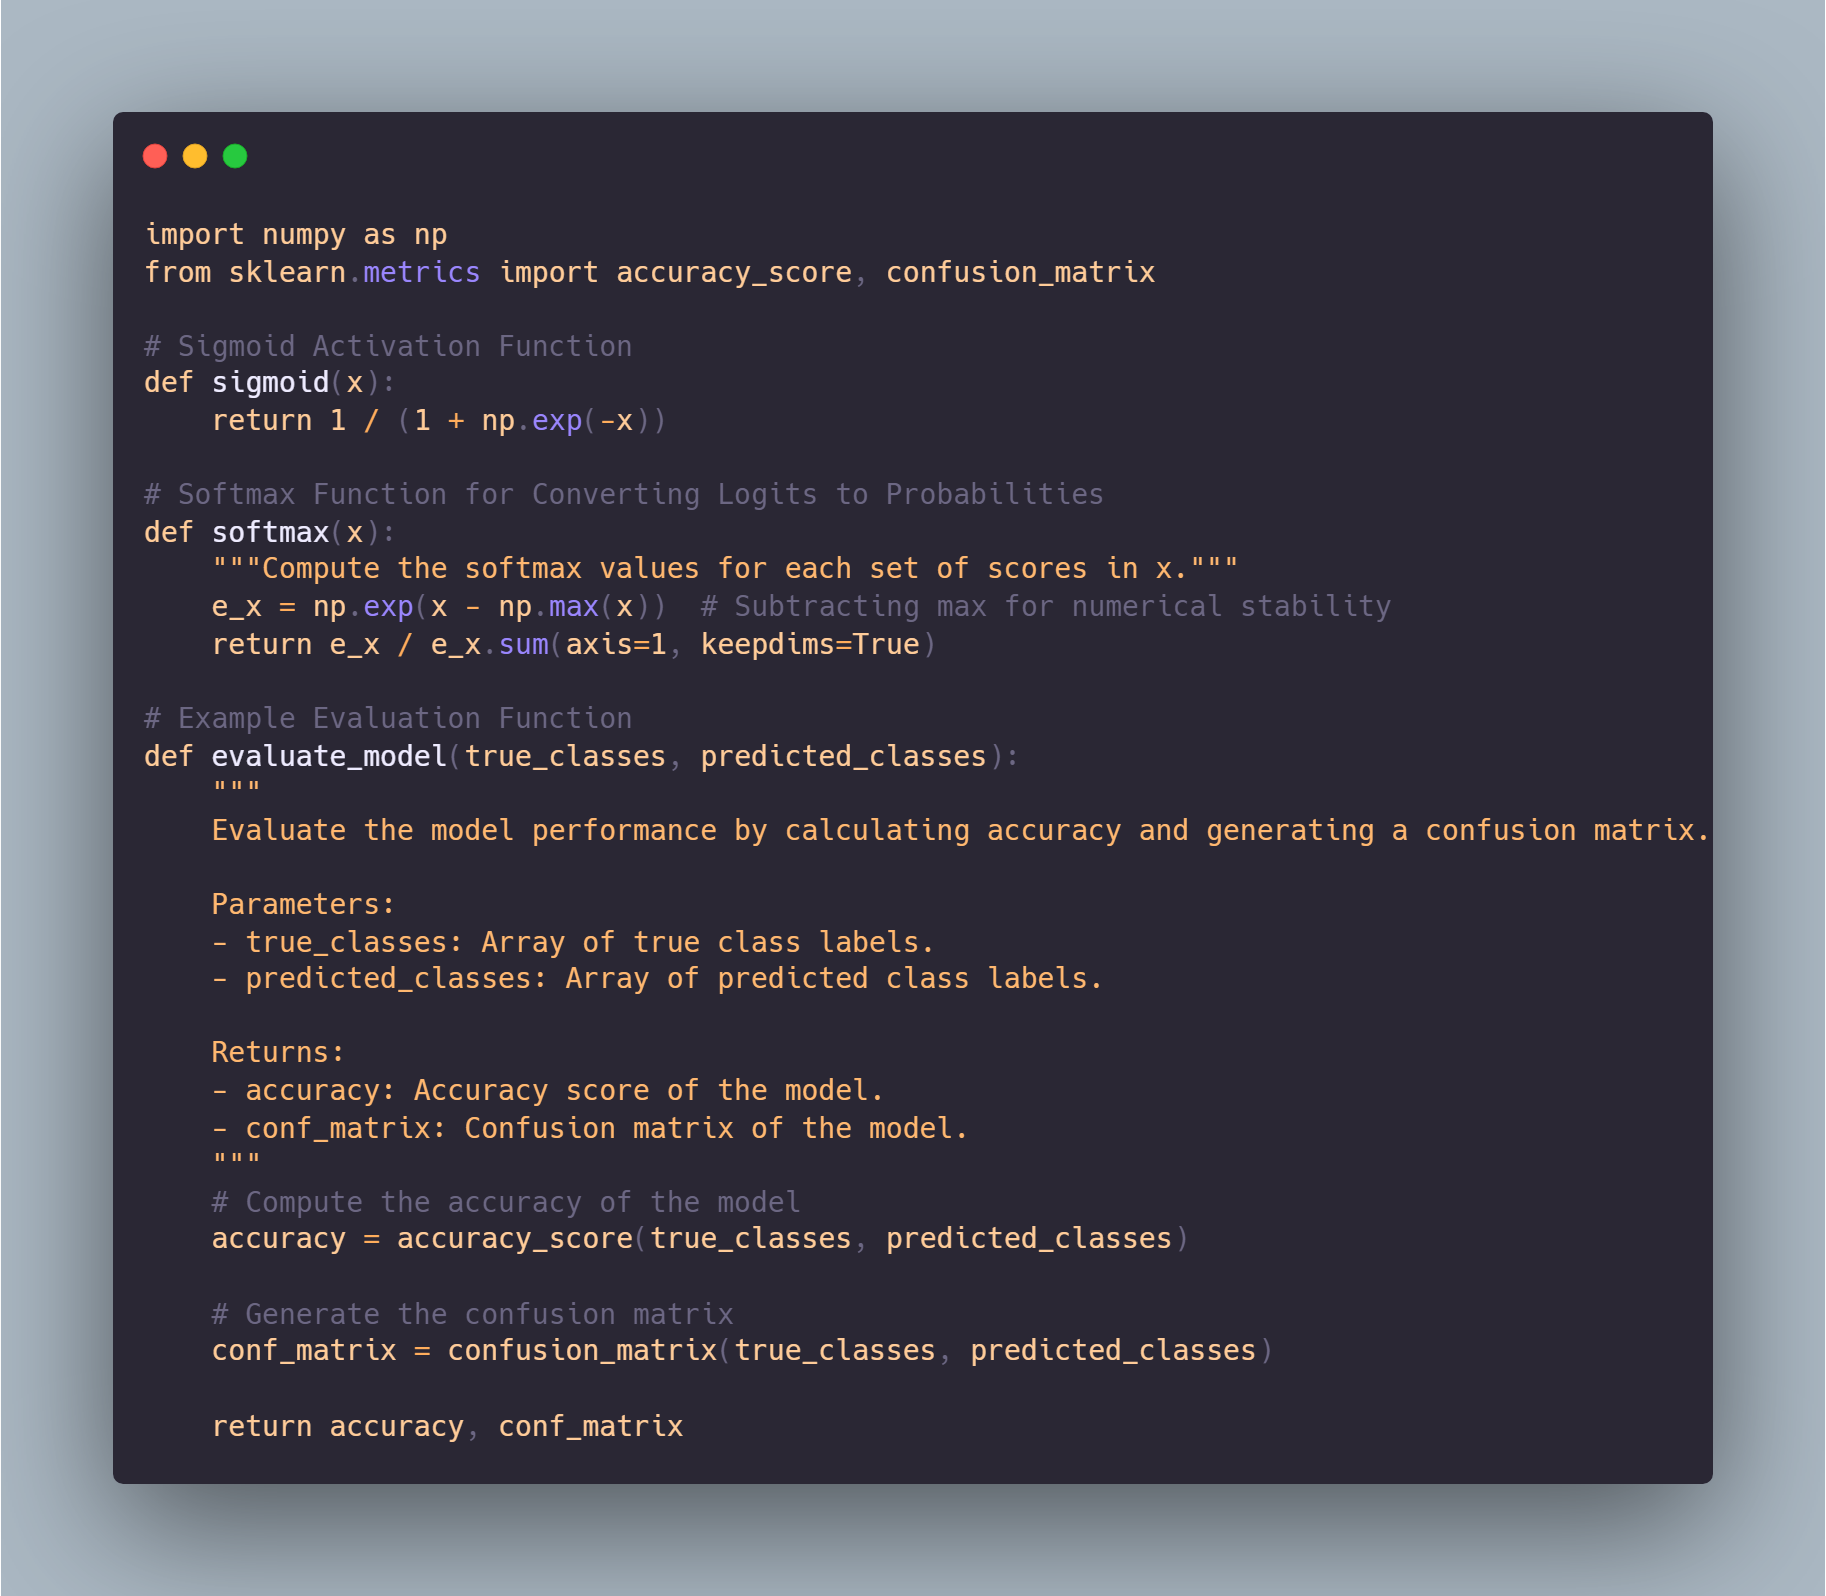 import numpy as np
from sklearn.metrics import accuracy_score, confusion_matrix

# Sigmoid Activation Function
def sigmoid(x):
    return 1 / (1 + np.exp(-x))

# Softmax Function for Converting Logits to Probabilities
def softmax(x):
    """Compute the softmax values for each set of scores in x."""
    e_x = np.exp(x - np.max(x))  # Subtracting max for numerical stability
    return e_x / e_x.sum(axis=1, keepdims=True)

# Example Evaluation Function
def evaluate_model(true_classes, predicted_classes):
    """
    Evaluate the model performance by calculating accuracy and generating a confusion matrix.

    Parameters:
    - true_classes: Array of true class labels.
    - predicted_classes: Array of predicted class labels.

    Returns:
    - accuracy: Accuracy score of the model.
    - conf_matrix: Confusion matrix of the model.
    """
    # Compute the accuracy of the model
    accuracy = accuracy_score(true_classes, predicted_classes)

    # Generate the confusion matrix
    conf_matrix = confusion_matrix(true_classes, predicted_classes)

    return accuracy, conf_matrix